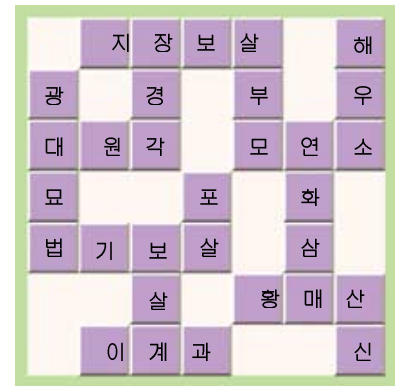 지 장 보 살 해
광 경 부 우
대 원 각 모 연 소
묘 포 화
법 기 보 살 삼
살 황 매 산
이 계 과 신